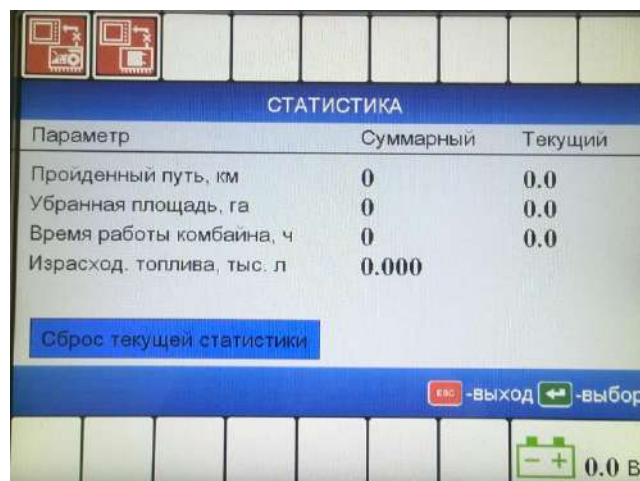 СТАТИСТИКА
Параметр Суммарный Текущий
Пройденный путь, км 0 0.0
Убранная площадь, га 0 0.0
Время работы комбайна, ч 0 0.0
Израсход. топлива, тыс. л 0.000
Сброс текущей статистики
ESC -выход -выбор
0.0 В